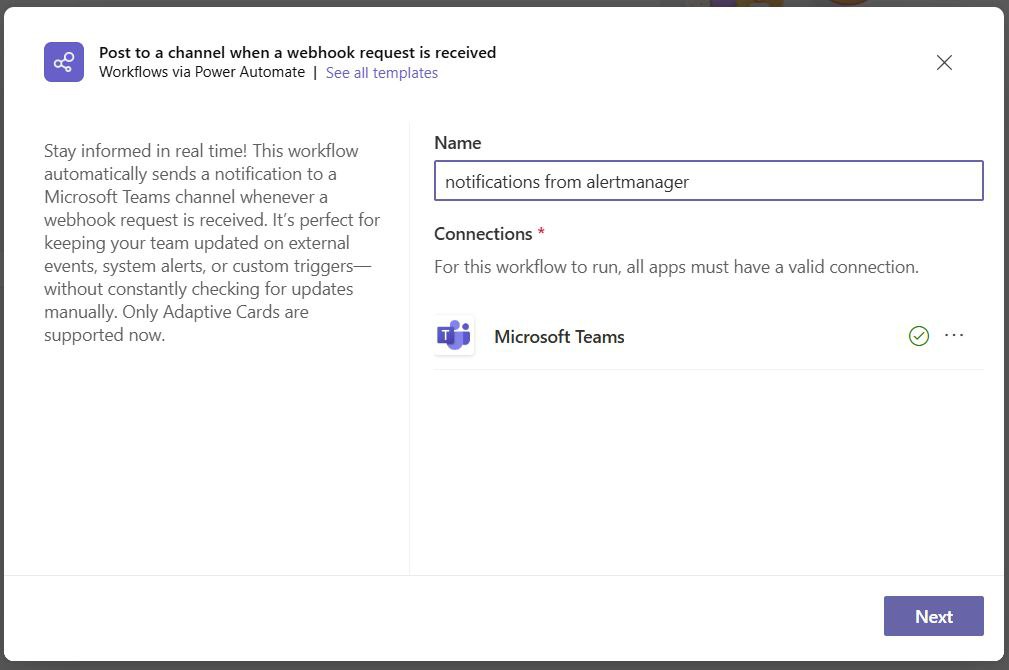 Post to a channel when a webhook request is received
Workflows via Power Automate | See all templates
Stay informed in real time! This workflow
automatically sends a notification to a
Microsoft Teams channel whenever a
webhook request is received. It’s perfect for
keeping your team updated on external
events, system alerts, or custom triggers—
without constantly checking for updates
manually. Only Adaptive Cards are
supported now.
Name
notifications from alertmanager
Connections *
For this workflow to run, all apps must have a valid connection.
T
Microsoft Teams
Next